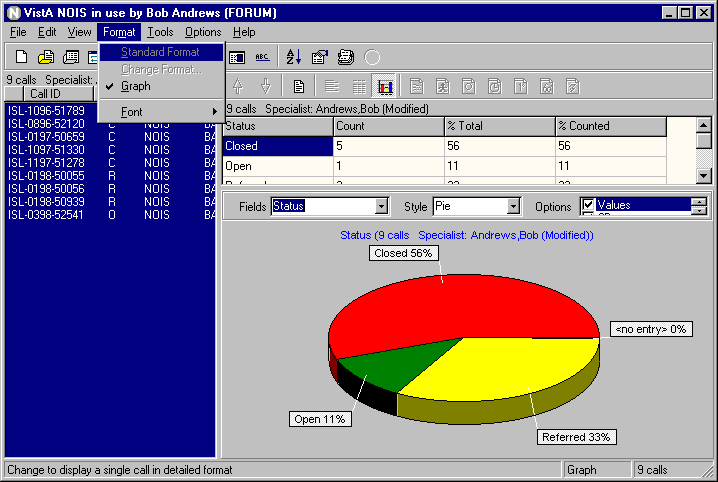 VistA NOIS in use by Bob Andrews (FORUM)
File Edit View Format Tools Options Help
Standard Format
Change Format...
Graph
Font
ABC
A Z
9 calls Specialist: A
Call ID
ISL-1096-51789
ISL-0896-52120 C NOIS BA
ISL-0197-50659 C NOIS BA
ISL-1097-51330 C NOIS BA
ISL-1197-51278 C NOIS BA
ISL-0198-50055 R NOIS BA
ISL-0198-50056 R NOIS BA
ISL-0198-50939 R NOIS BA
ISL-0398-52541 O NOIS BA
9 calls Specialist: Andrews,Bob (Modified)
Status Count % Total % Counted
Closed 5 56 56
Open 1 11 11
Fields Status Style Pie Options Values
Status (9 calls Specialist: Andrews,Bob (Modified))
Closed 56%
<no entry> 0%
Open 11%
Referred 33%
Change to display a single call in detailed format Graph 9 calls